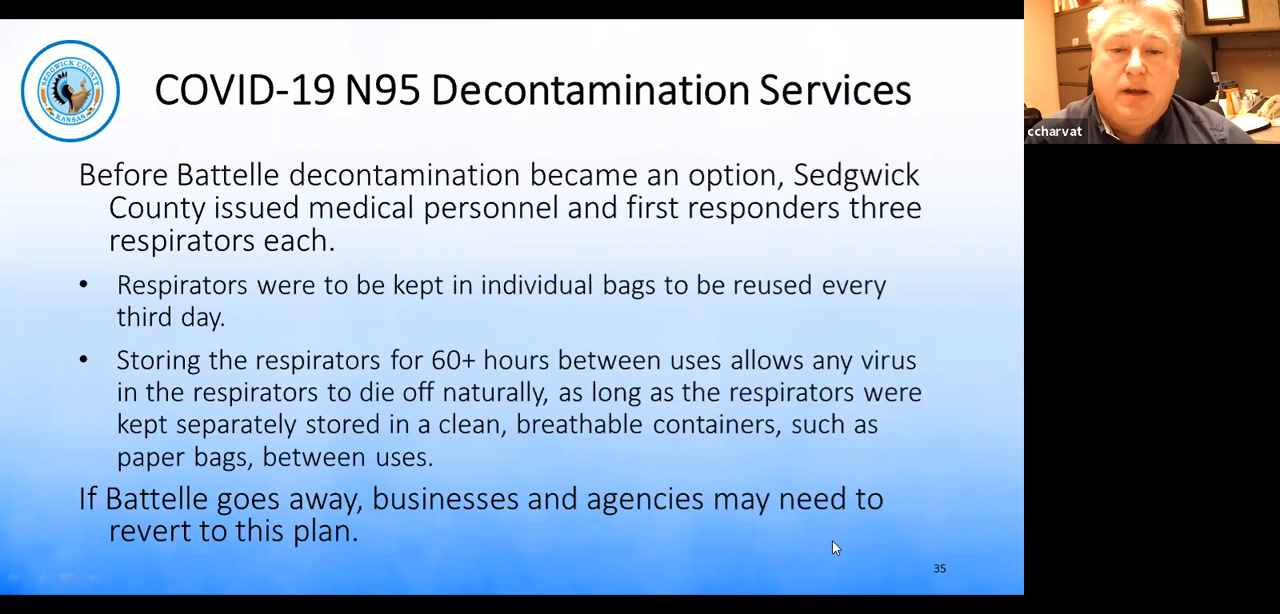 SEDGWICK COUNTY
KANSAS
COVID-19 N95 Decontamination Services
ccharvat
Before Battelle decontamination became an option, Sedgwick
County issued medical personnel and first responders three
respirators each.
• Respirators were to be kept in individual bags to be reused every
third day.
• Storing the respirators for 60+ hours between uses allows any virus
in the respirators to die off naturally, as long as the respirators were
kept separately stored in a clean, breathable containers, such as
paper bags, between uses.
If Battelle goes away, businesses and agencies may need to
revert to this plan.
35